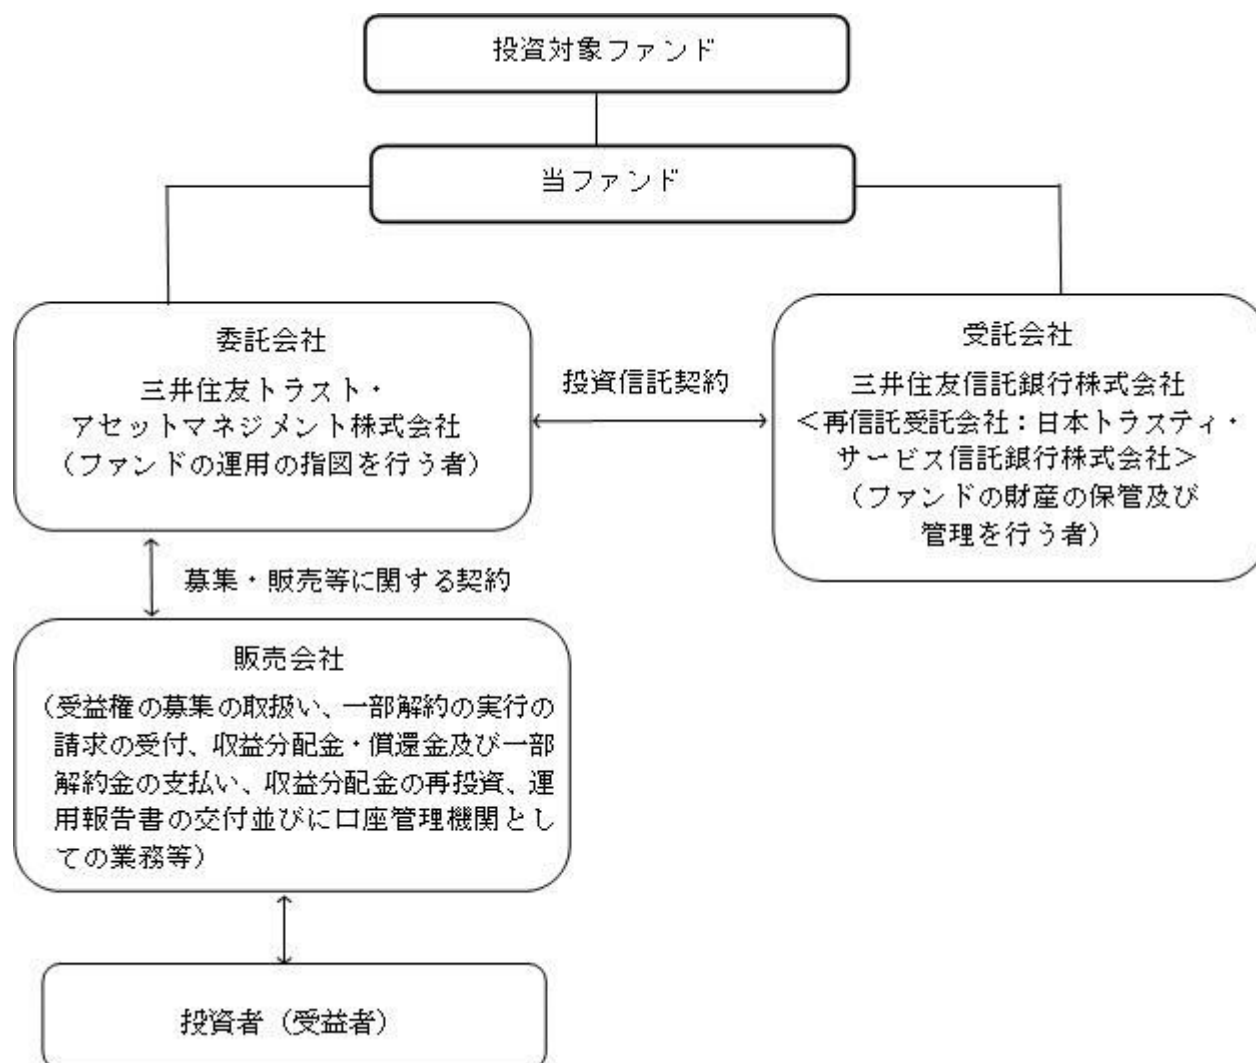 投資対象ファンド
当ファンド
委託会社
三井住友トラスト・
アセットマネジメント株式会社
(ファンドの運用の指図を行う者)
投資信託契約
受託会社
三井住友信託銀行株式会社
<再信託受託会社:日本トラスティ・
サービス信託銀行株式会社>
(ファンドの財産の保管及び
管理を行う者)
募集・販売等に関する契約
販売会社
(受益権の募集の取扱い、一部解約の実行の
請求の受付、収益分配金・償還金及び一部
解約金の支払い、収益分配金の再投資、運
用報告書の交付並びに口座管理機関とし
ての業務等)
投資者(受益者)